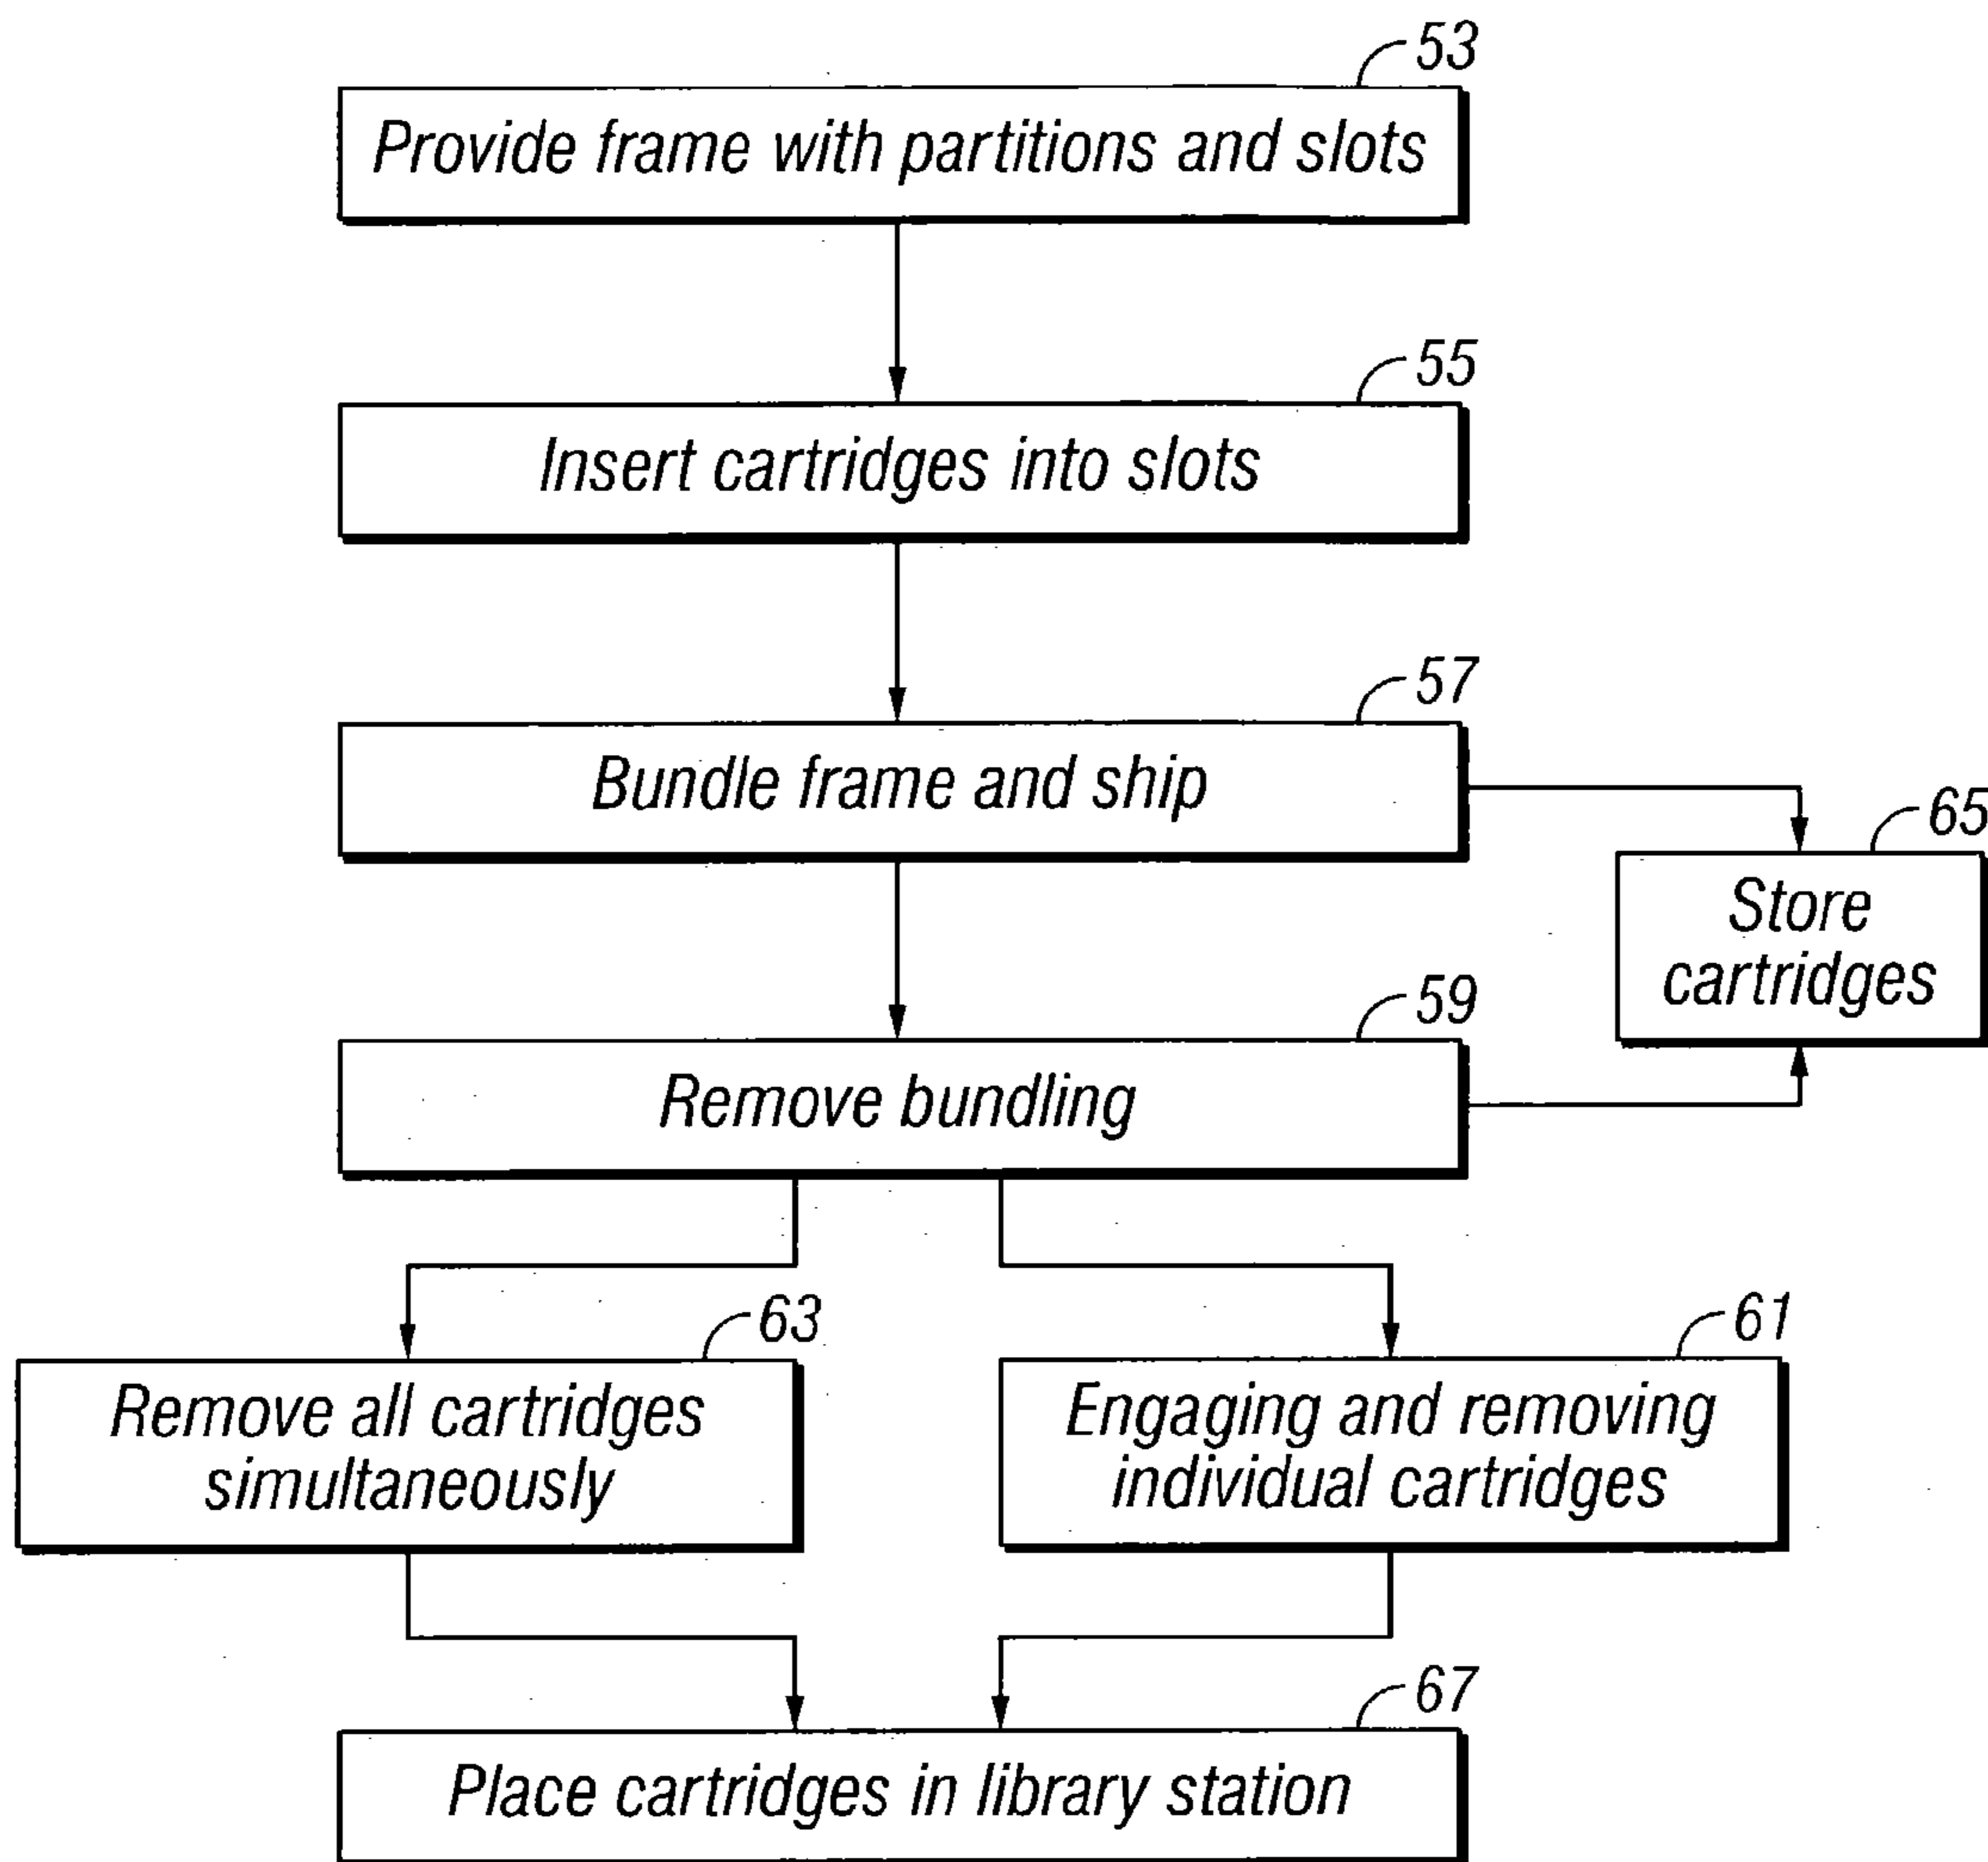 53
Provide frame with partitions and slots
55
Insert cartridges into slots
57
Bundle frame and ship
65
Store
cartridges
59
Remove bundling
63
Remove all cartridges
simultaneously
61
Engaging and removing
individual cartridges
67
Place cartridges in library station